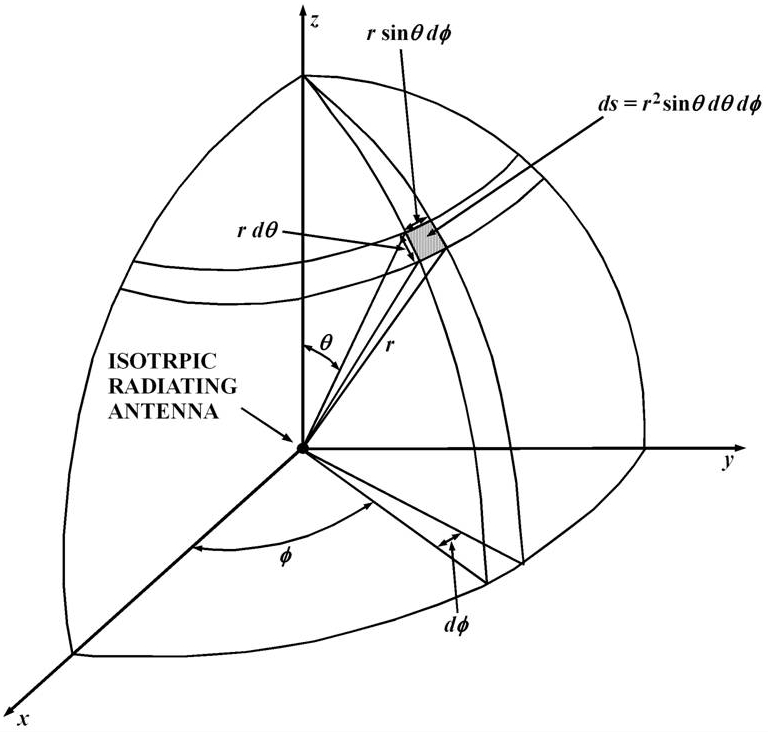 z
r sinθ dϕ
ds = r²sinθ dθ dϕ
r dθ
θ
r
ISOTRPIC
RADIATING
ANTENNA
y
ϕ
dϕ
x